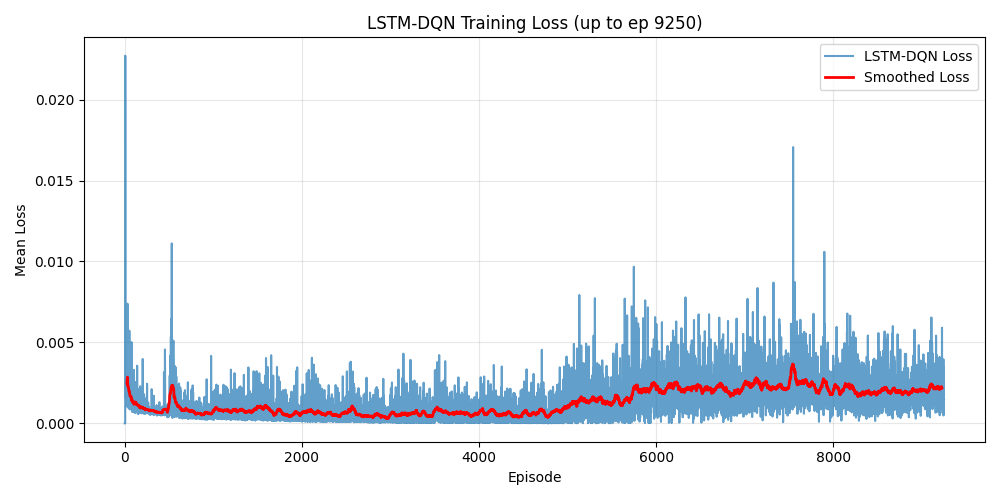 LSTM-DQN Training Loss (up to ep 9250)
LSTM-DQN Loss
Smoothed Loss
Mean Loss
0.020
0.015
0.010
0.005
0.000
0 2000 4000 6000 8000
Episode